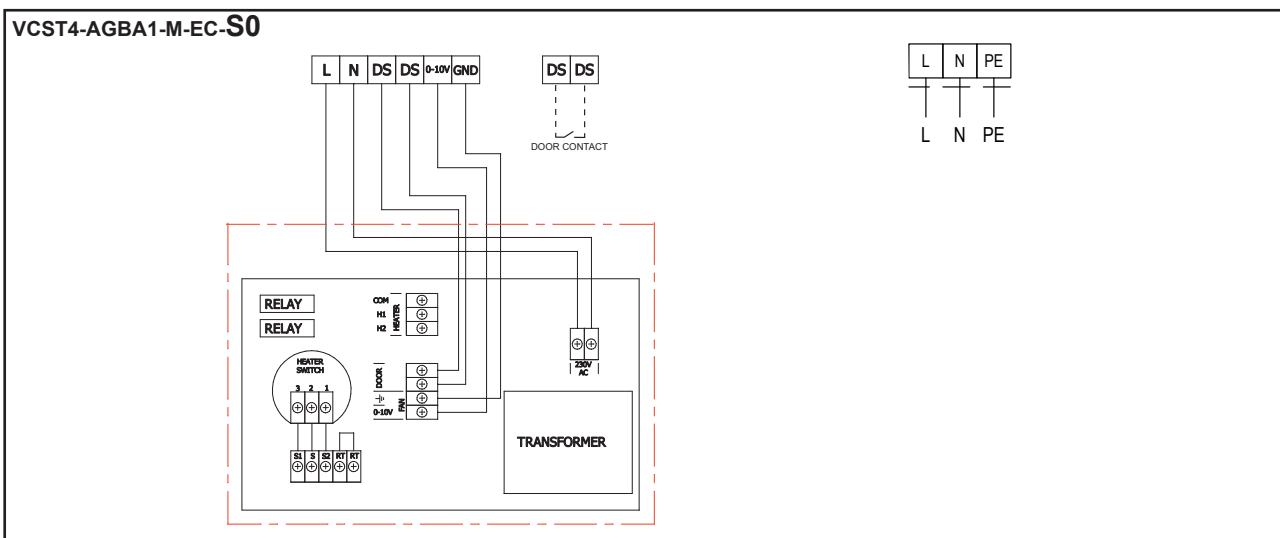 VCST4-AGBA1-M-EC-S0
L N DS DS 0-10V GND
DS DS
DOOR CONTACT
L N PE
L N PE
RELAY
RELAY
COM
H1
H2
HEATER
HEATER
SWITCH
3 2 1
DOOR
FAN
0-10V
S1 S S2 RT RT
230V
AC
TRANSFORMER